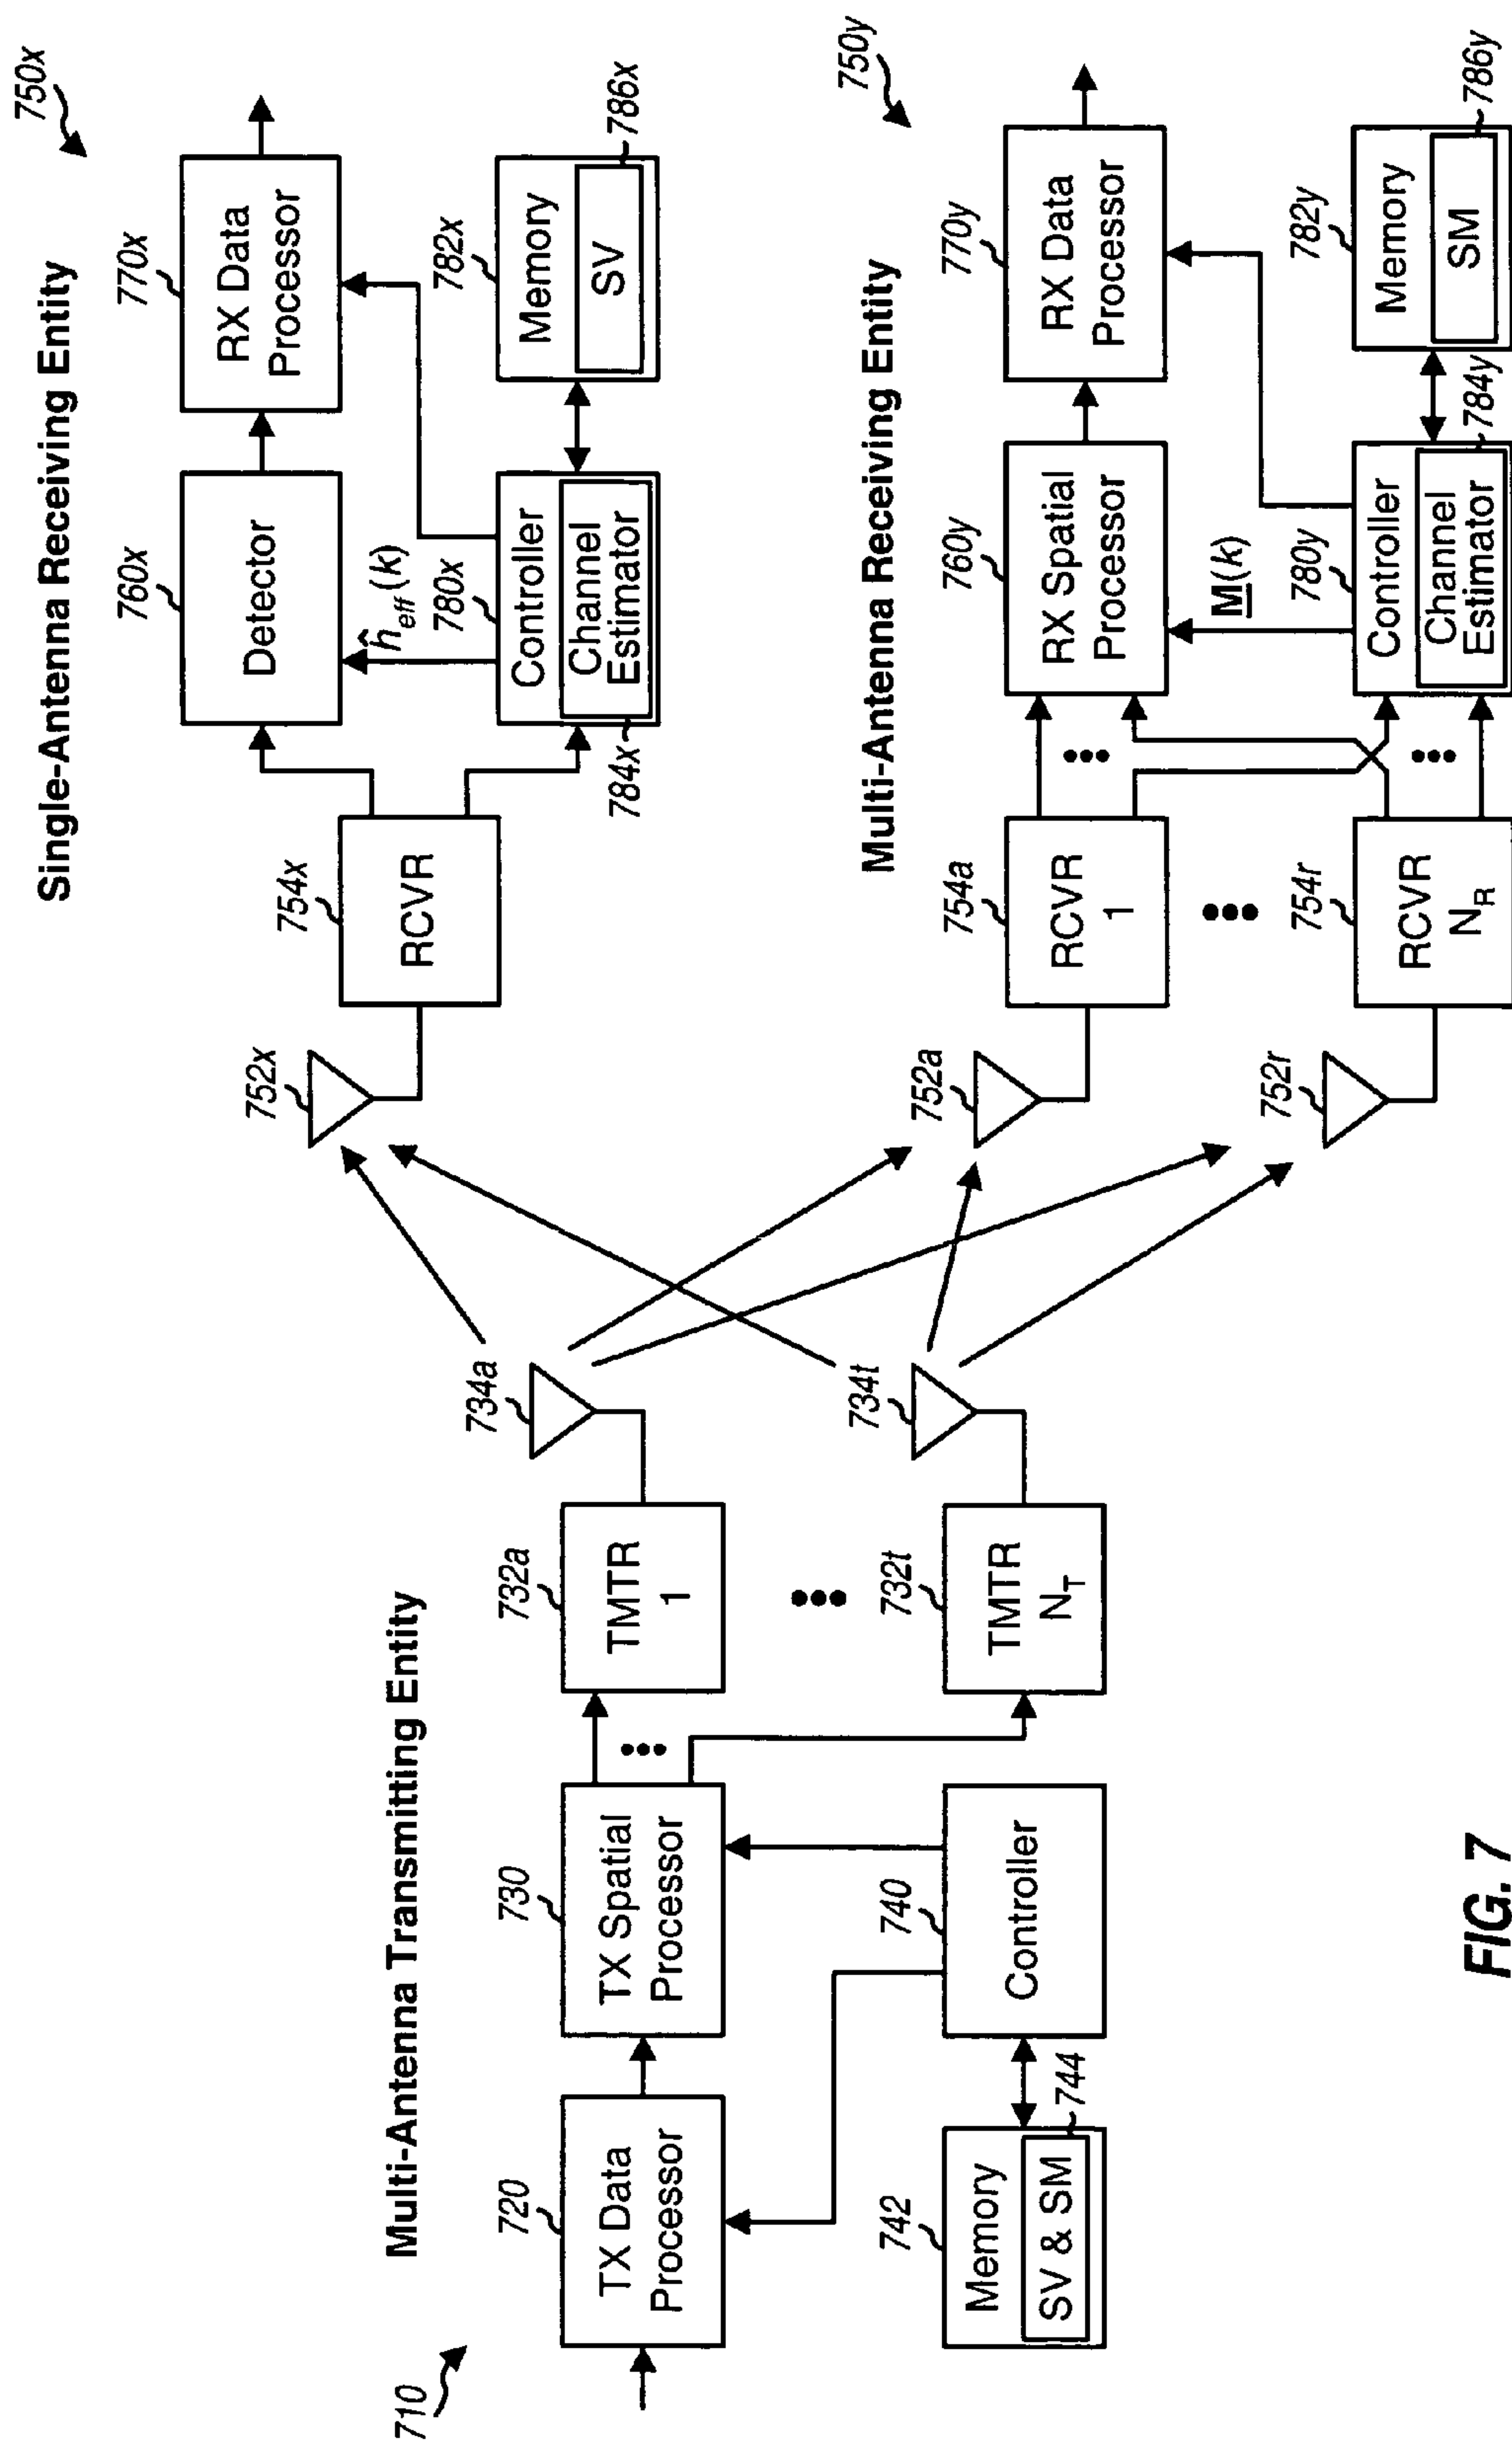 Single-Antenna Receiving Entity
750x
760x
Detector
770x
RX Data
Processor
754x
RCVR
752x
ĥeff(k)
780x
Controller
Channel
Estimator
784x
782x
Memory
SV
786x
Multi-Antenna Transmitting Entity
710
720
TX Data
Processor
730
TX Spatial
Processor
732a
TMTR
1
734a
742
Memory
SV & SM
744
740
Controller
732t
TMTR
NT
734t
Multi-Antenna Receiving Entity
750y
752a
754a
RCVR
1
760y
RX Spatial
Processor
770y
RX Data
Processor
752r
754r
RCVR
NR
M(k)
780y
Controller
Channel
Estimator
784y
782y
Memory
SM
786y
FIG. 7